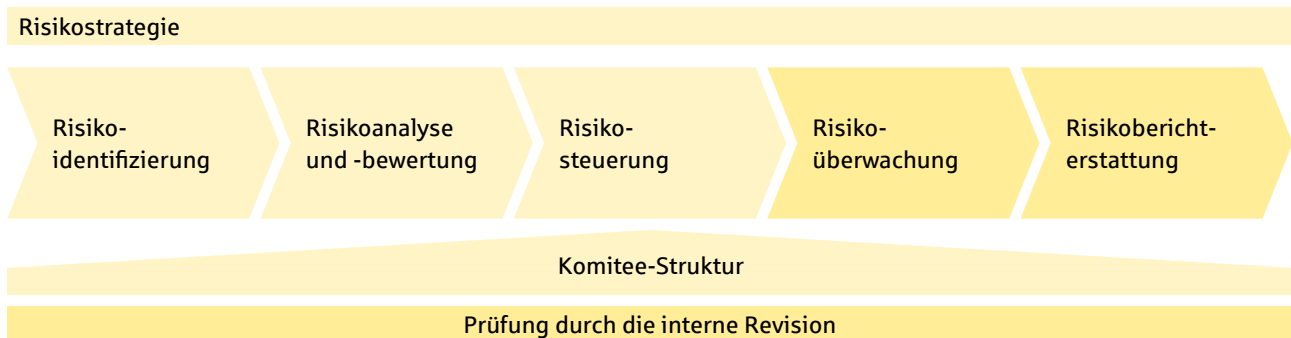 Risikostrategie
Risiko-
identifizierung
Risikoanalyse
und -bewertung
Risiko-
steuerung
Risiko-
überwachung
Risikobericht-
erstattung
Komitee-Struktur
Prüfung durch die interne Revision